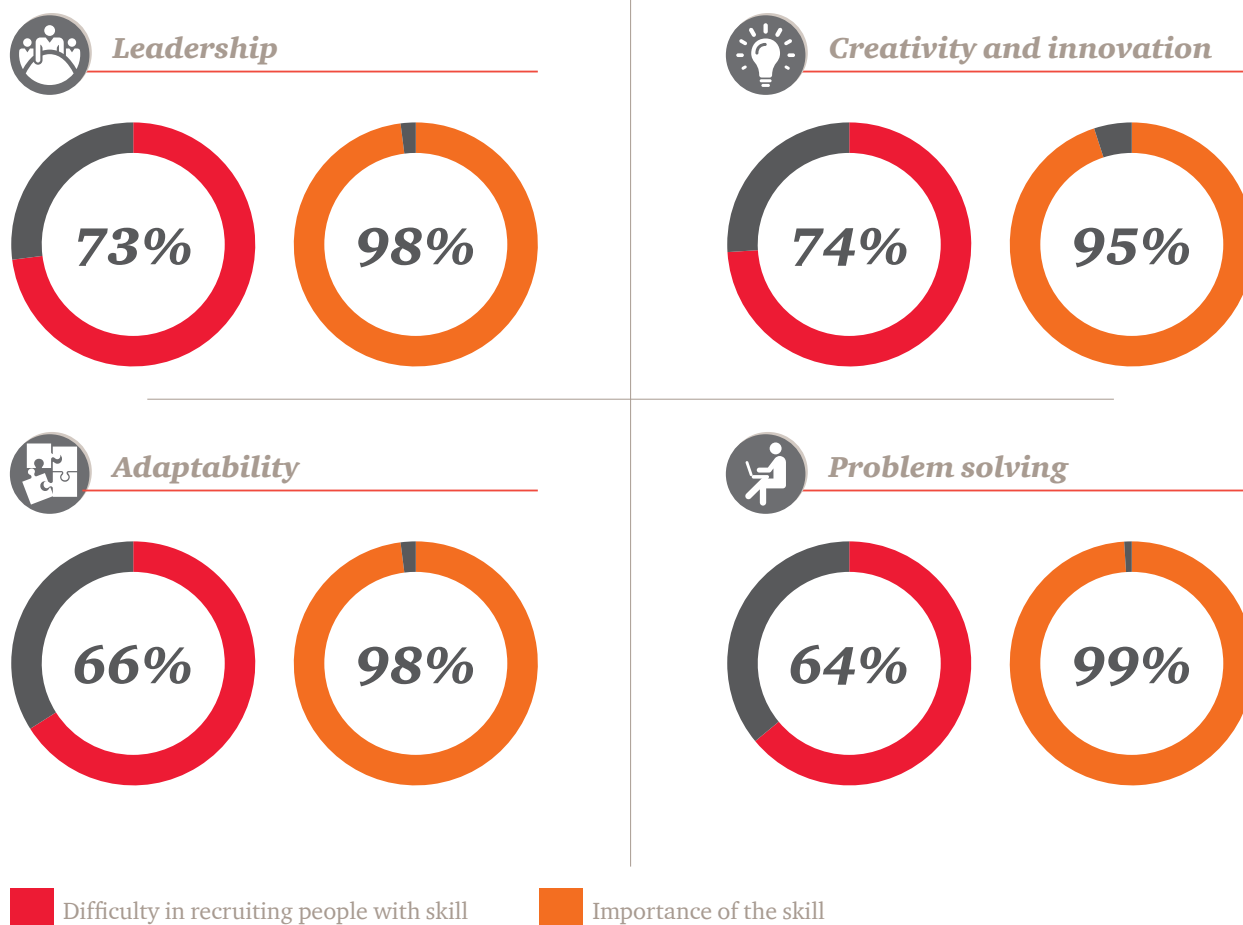 Leadership
73%
98%
Creativity and innovation
74%
95%
Adaptability
66%
98%
Problem solving
64%
99%
Difficulty in recruiting people with skill
Importance of the skill